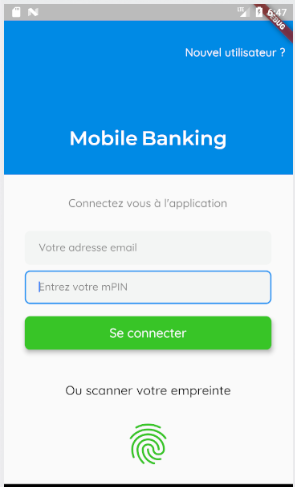 6:47
Nouvel utilisateur ?
Mobile Banking
Connectez vous à l'application
Votre adresse email
Entrez votre mPIN
Se connecter
Ou scanner votre empreinte